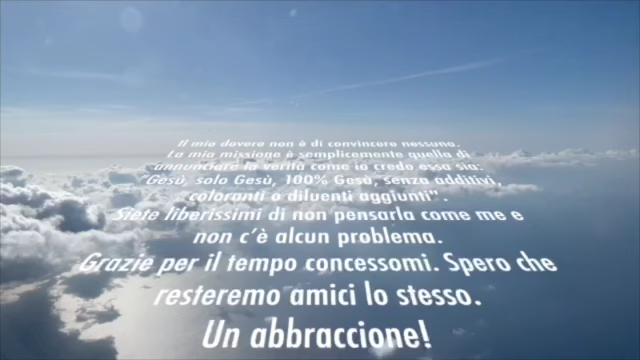 Il mio dovere non è di convincere nessuno.
La mia missione è semplicemente quella di
annunciare la verità come io credo essa sia:
"Gesù, solo Gesù, 100% Gesù, senza additivi,
coloranti o diluenti aggiunti" .
Siete liberissimi di non pensarla come me e
non c'è alcun problema.
Grazie per il tempo concessomi. Spero che
resteremo amici lo stesso.
Un abbraccione!